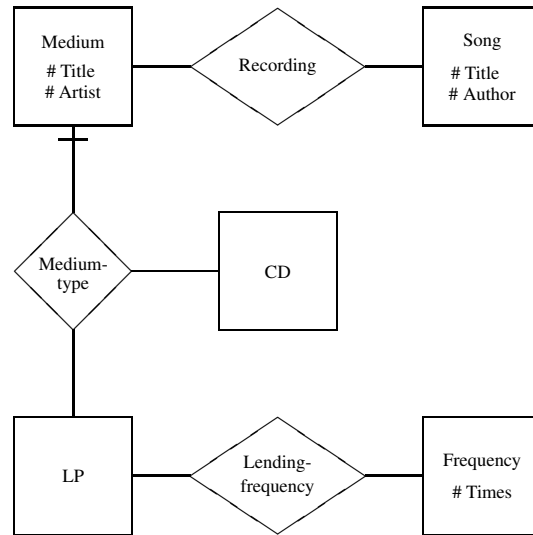 Medium
# Title
# Artist
Recording
Song
# Title
# Author
Medium-
type
CD
LP
Lending-
frequency
Frequency
# Times